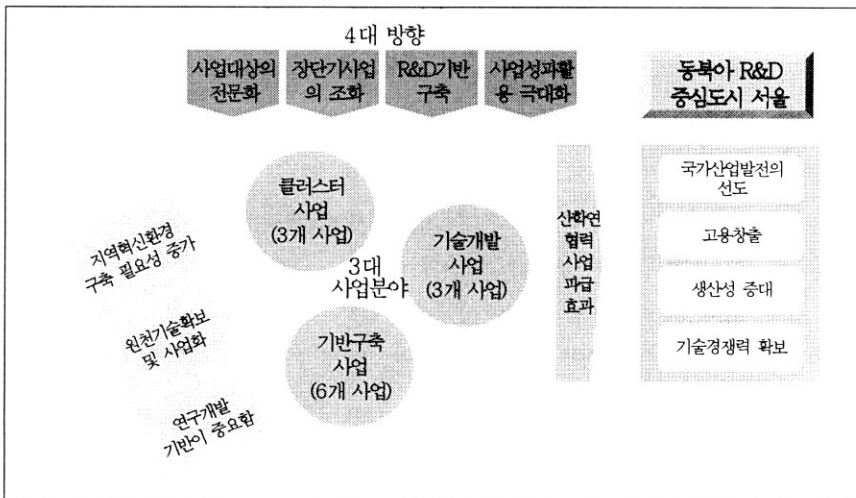 4대 방향
사업대상의
전문화
장단기사업
의 조화
R&D기반
구축
사업성과활
용 극대화
동북아 R&D
중심도시 서울
지역혁신환경
구축 필요성 증가
원천기술확보
및 사업화
연구개발
기반이 중요함
클러스터
사업
(3개 사업)
3대
사업분야
기술개발
사업
(3개 사업)
기반구축
사업
(6개 사업)
산학연
협력
사업
파급
효과
국가산업발전의
선도
고용창출
생산성 증대
기술경쟁력 확보